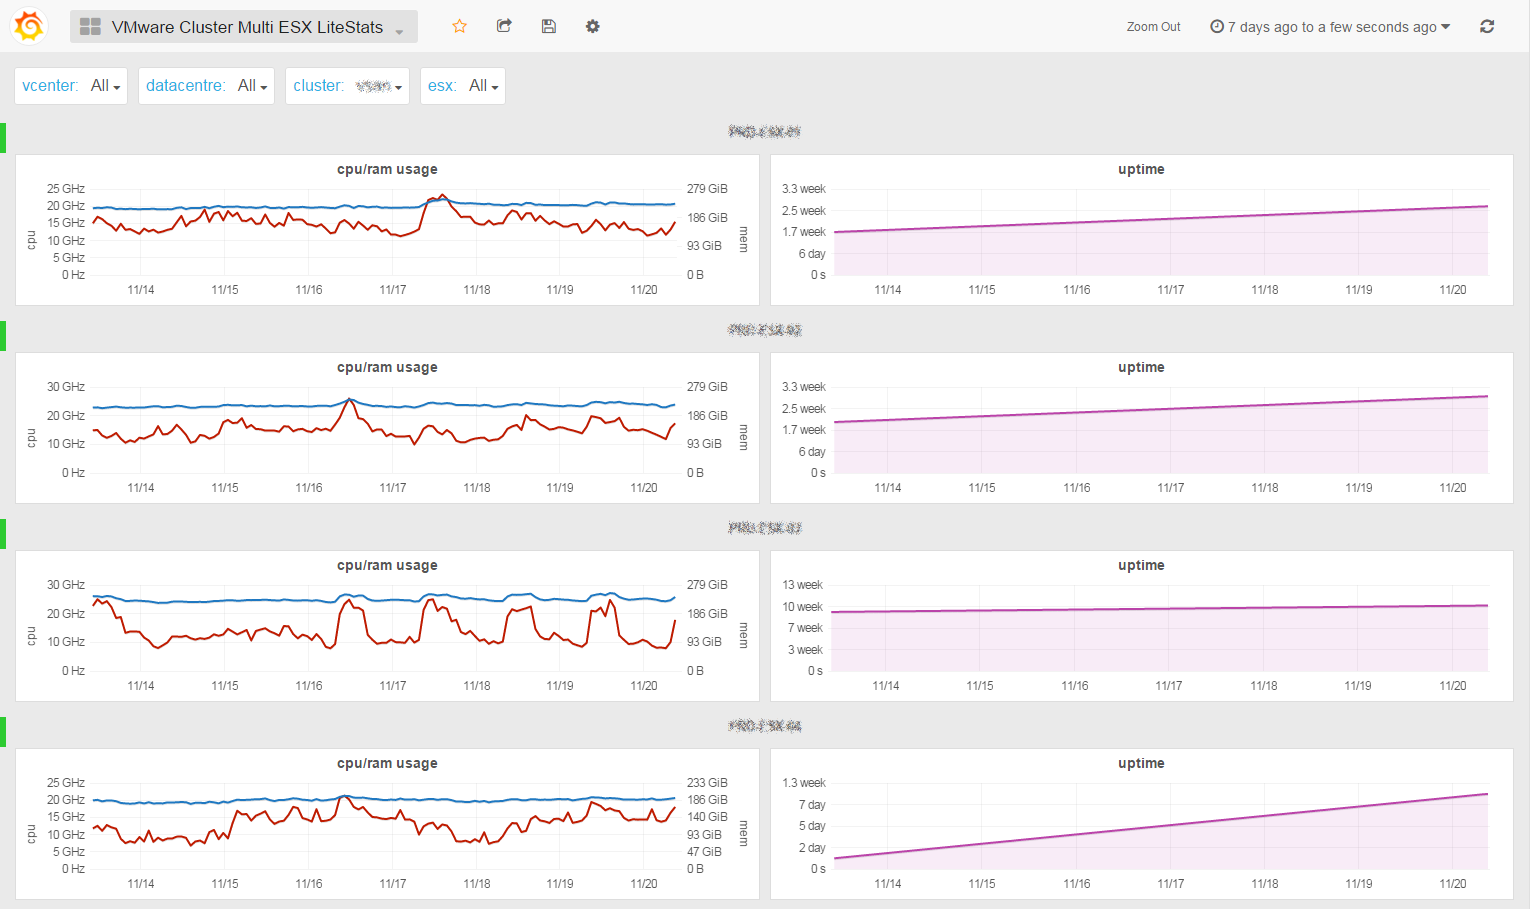 VMware Cluster Multi ESX LiteStats
Zoom Out
7 days ago to a few seconds ago
vcenter: All
datacentre: All
cluster:
esx: All
cpu/ram usage
25 GHz
20 GHz
15 GHz
10 GHz
5 GHz
0 Hz
cpu
279 GiB
186 GiB
93 GiB
0 B
mem
11/14 11/15 11/16 11/17 11/18 11/19 11/20
uptime
3.3 week
2.5 week
1.7 week
6 day
0 s
11/14 11/15 11/16 11/17 11/18 11/19 11/20
cpu/ram usage
30 GHz
20 GHz
10 GHz
0 Hz
cpu
279 GiB
186 GiB
93 GiB
0 B
mem
11/14 11/15 11/16 11/17 11/18 11/19 11/20
uptime
3.3 week
2.5 week
1.7 week
6 day
0 s
11/14 11/15 11/16 11/17 11/18 11/19 11/20
cpu/ram usage
30 GHz
20 GHz
10 GHz
0 Hz
cpu
279 GiB
186 GiB
93 GiB
0 B
mem
11/14 11/15 11/16 11/17 11/18 11/19 11/20
uptime
13 week
10 week
7 week
3 week
0 s
11/14 11/15 11/16 11/17 11/18 11/19 11/20
cpu/ram usage
25 GHz
20 GHz
15 GHz
10 GHz
5 GHz
0 Hz
cpu
233 GiB
186 GiB
140 GiB
93 GiB
47 GiB
0 B
mem
11/14 11/15 11/16 11/17 11/18 11/19 11/20
uptime
1.3 week
7 day
5 day
2 day
0 s
11/14 11/15 11/16 11/17 11/18 11/19 11/20